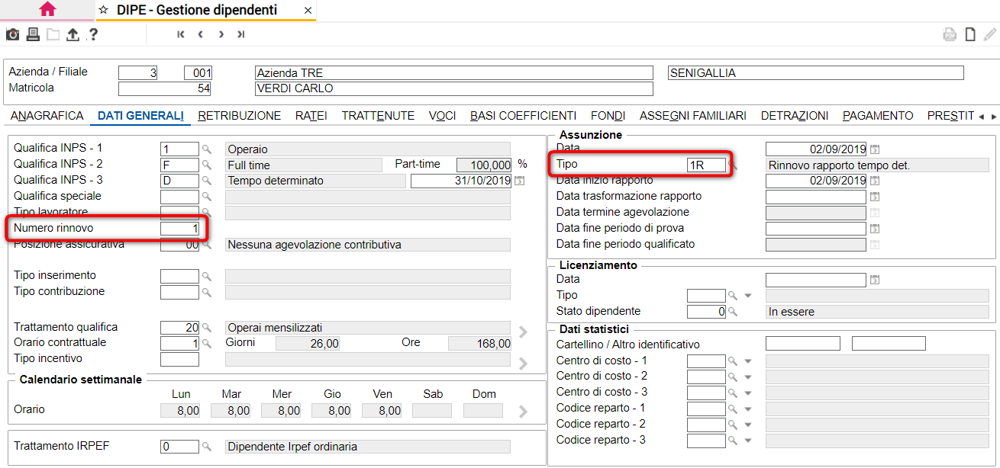 DIPE - Gestione dipendenti
?
Azienda / Filiale 3 001 Azienda TRE SENIGALLIA
Matricola 54 VERDI CARLO
ANAGRAFICA DATI GENERALI RETRIBUZIONE RATEI TRATTENUTE VOCI BASI COEFFICIENTI FONDI ASSEGNI FAMILIARI DETRAZIONI PAGAMENTO PRESTIT
Qualifica INPS - 1 1 Operaio
Qualifica INPS - 2 F Full time Part-time 100,000 %
Qualifica INPS - 3 D Tempo determinato 31/10/2019
Qualifica speciale
Tipo lavoratore
Numero rinnovo 1
Posizione assicurativa 00 Nessuna agevolazione contributiva
Tipo inserimento
Tipo contribuzione
Trattamento qualifica 20 Operai mensilizzati
Orario contrattuale 1 Giorni 26,00 Ore 168,00
Tipo incentivo
Calendario settimanale
Lun Mar Mer Gio Ven Sab Dom
Orario 8,00 8,00 8,00 8,00 8,00
Trattamento IRPEF 0 Dipendente Irpef ordinaria
Assunzione
Data 02/09/2019
Tipo 1R Rinnovo rapporto tempo det.
Data inizio rapporto 02/09/2019
Data trasformazione rapporto
Data termine agevolazione
Data fine periodo di prova
Data fine periodo qualificato
Licenziamento
Data
Tipo
Stato dipendente 0 In essere
Dati statistici
Cartellino / Altro identificativo
Centro di costo - 1
Centro di costo - 2
Centro di costo - 3
Codice reparto - 1
Codice reparto - 2
Codice reparto - 3